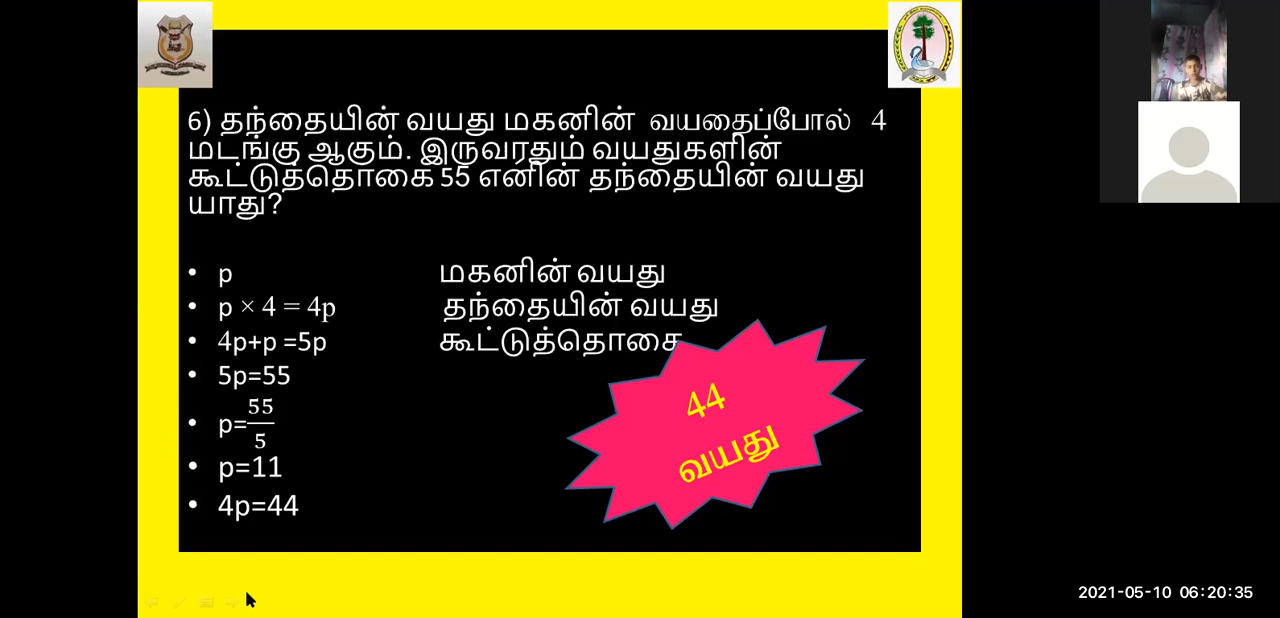 6) தந்தையின் வயது மகனின் வயதைப்போல் 4
மடங்கு ஆகும். இருவரதும் வயதுகளின்
கூட்டுத்தொகை 55 எனின் தந்தையின் வயது
யாது?
• p மகனின் வயது
• p × 4 = 4p தந்தையின் வயது
• 4p+p =5p கூட்டுத்தொகை
• 5p=55
• p=55/5
• p=11
• 4p=44
44
வயது
2021-05-10 06:20:35